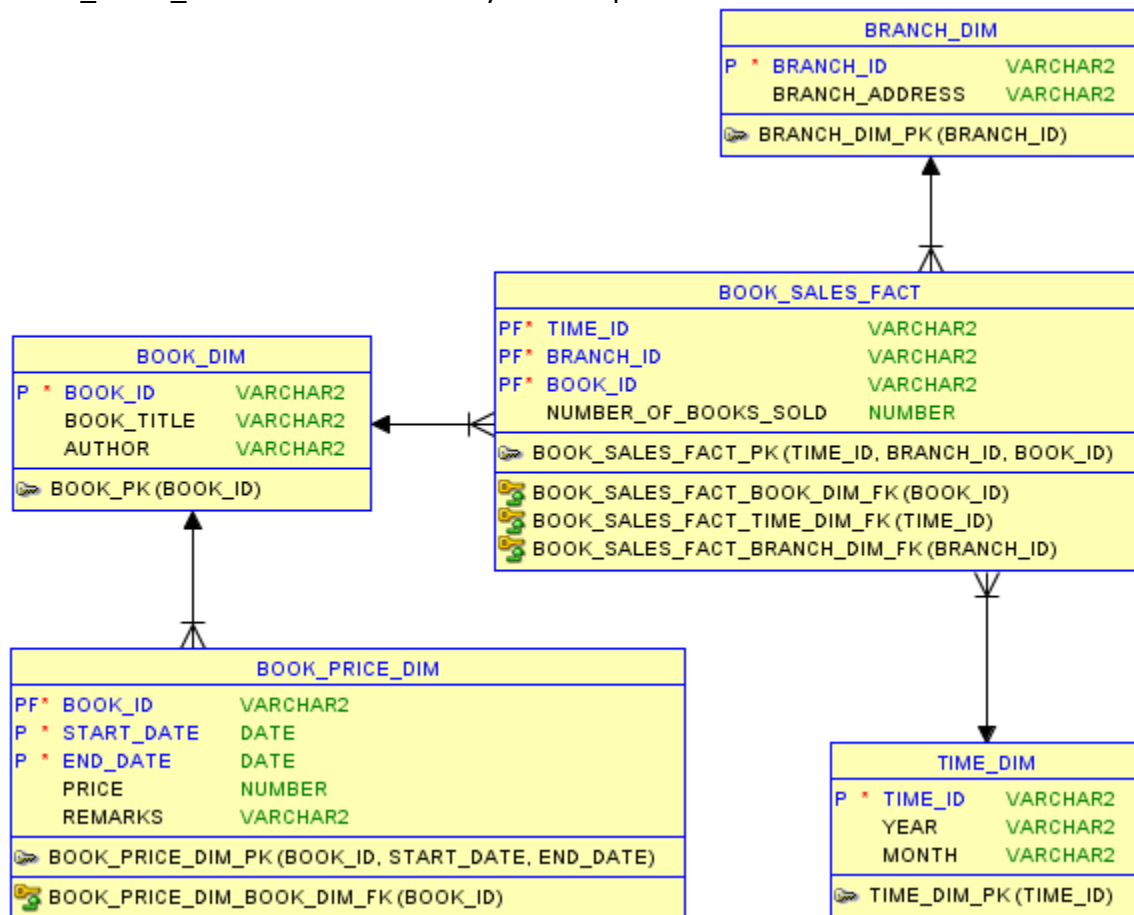 BRANCH_DIM
P * BRANCH_ID VARCHAR2
BRANCH_ADDRESS VARCHAR2
BRANCH_DIM_PK (BRANCH_ID)
BOOK_SALES_FACT
PF* TIME_ID VARCHAR2
PF* BRANCH_ID VARCHAR2
PF* BOOK_ID VARCHAR2
NUMBER_OF_BOOKS_SOLD NUMBER
BOOK_SALES_FACT_PK (TIME_ID, BRANCH_ID, BOOK_ID)
BOOK_SALES_FACT_BOOK_DIM_FK (BOOK_ID)
BOOK_SALES_FACT_TIME_DIM_FK (TIME_ID)
BOOK_SALES_FACT_BRANCH_DIM_FK (BRANCH_ID)
BOOK_DIM
P * BOOK_ID VARCHAR2
BOOK_TITLE VARCHAR2
AUTHOR VARCHAR2
BOOK_PK (BOOK_ID)
BOOK_PRICE_DIM
PF* BOOK_ID VARCHAR2
P * START_DATE DATE
P * END_DATE DATE
PRICE NUMBER
REMARKS VARCHAR2
BOOK_PRICE_DIM_PK (BOOK_ID, START_DATE, END_DATE)
BOOK_PRICE_DIM_BOOK_DIM_FK (BOOK_ID)
TIME_DIM
P * TIME_ID VARCHAR2
YEAR VARCHAR2
MONTH VARCHAR2
TIME_DIM_PK (TIME_ID)